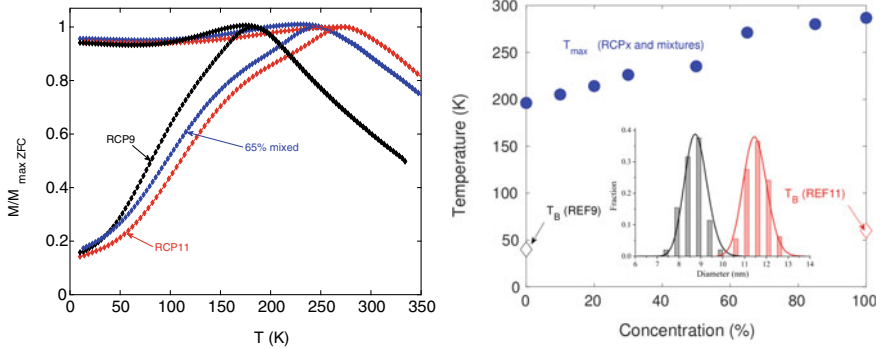 M/M max ZFC
1
0.8
0.6
0.4
0.2
0
RCP9
65% mixed
RCP11
0 50 100 150 200 250 300 350
T (K)
Temperature (K)
300
250
200
150
100
50
0
T max (RCPx and mixtures)
T B (REF9)
T B (REF11)
Fraction
0.4
0.3
0.2
0.1
0.0
6 7 8 9 10 11 12 13 14
Diameter (nm)
0 20 40 60 80 100
Concentration (%)